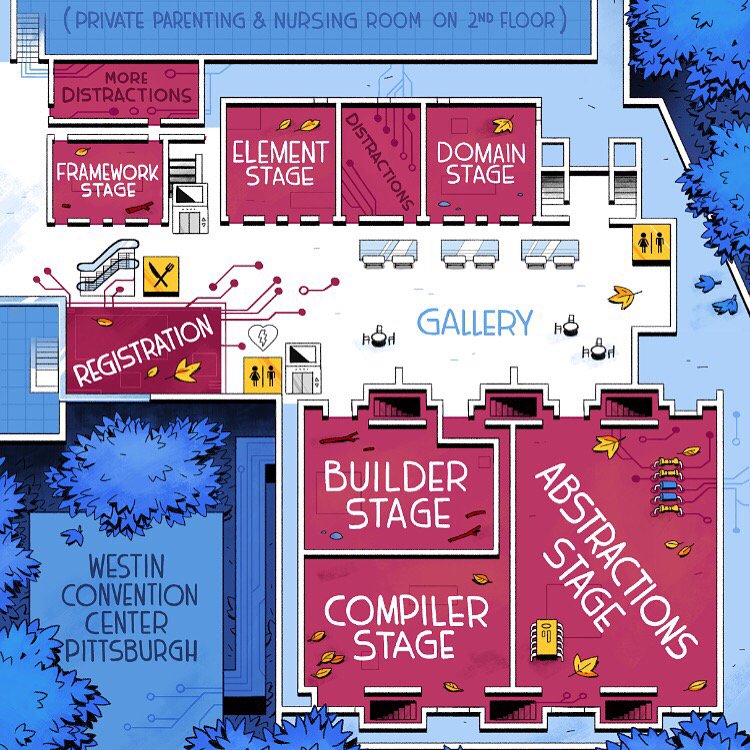 (PRIVATE PARENTING & NURSING ROOM ON 2ND FLOOR)
MORE
DISTRACTIONS
FRAMEWORK
STAGE
ELEMENT
STAGE
DISTRACTIONS
DOMAIN
STAGE
REGISTRATION
GALLERY
BUILDER
STAGE
ABSTRACTIONS
STAGE
COMPILER
STAGE
WESTIN
CONVENTION
CENTER
PITTSBURGH